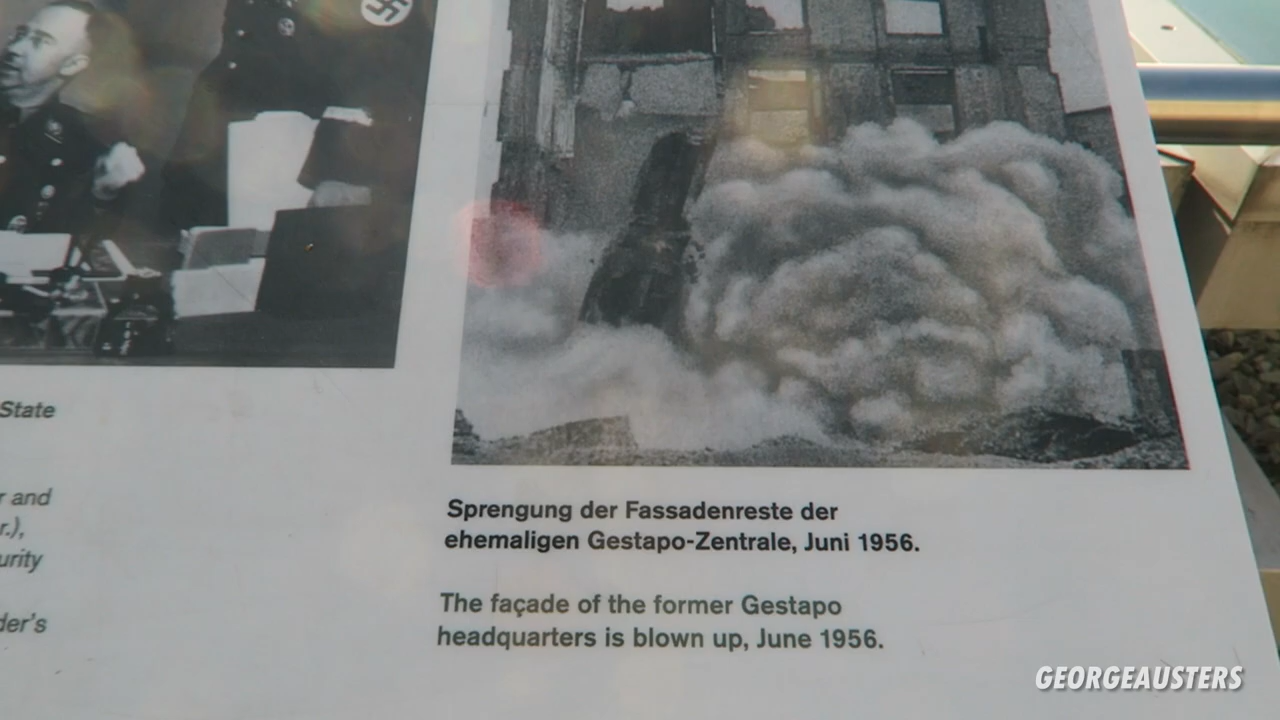 State
r and
r.),
urity
der's
Sprengung der Fassadenreste der
ehemaligen Gestapo-Zentrale, Juni 1956.
The façade of the former Gestapo
headquarters is blown up, June 1956.
GEORGEAUSTERS